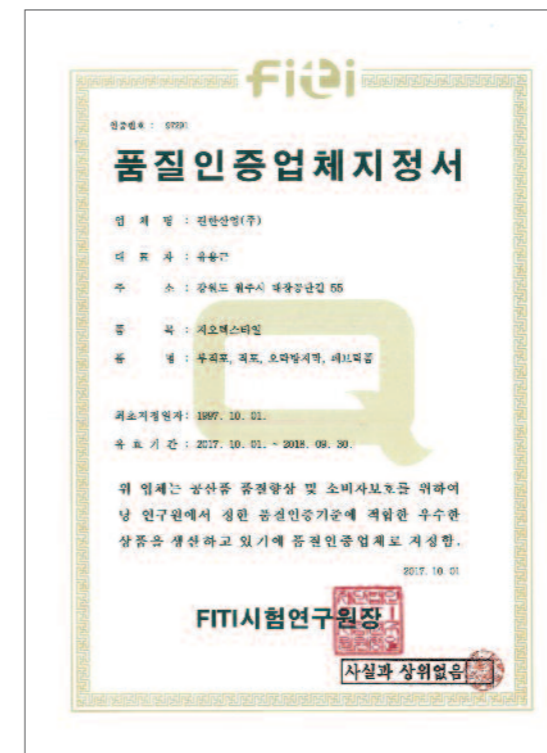 FiTi
인증번호 : 97291
품질인증업체지정서
업 체 명 : 진한산업(주)
대 표 자 : 유용근
주 소 : 강원도 원주시 태장공단길 55
품 목 : 지오텍스타일
품 명 : 부직포, 직포, 오탁방지막, 패브릭폼
최초지정일자: 1997. 10. 01.
유 효 기 간 : 2017. 10. 01. ~ 2018. 09. 30.
위 업체는 공산품 품질향상 및 소비자보호를 위하여
당 연구원에서 정한 품질인증기준에 적합한 우수한
상품을 생산하고 있기에 품질인증업체로 지정함.
2017. 10. 01
FITI시험연구원장
사실과 상위없음